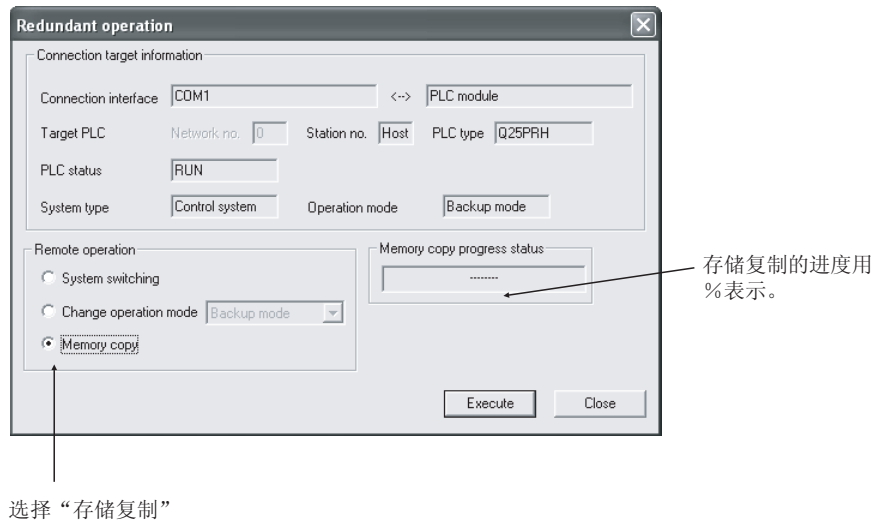 Redundant operation
Connection target information
Connection interface COM1 <--> PLC module
Target PLC Network no. 0 Station no. Host PLC type Q25PRH
PLC status RUN
System type Control system Operation mode Backup mode
Remote operation
System switching
Change operation mode Backup mode
Memory copy
Memory copy progress status
--------
存储复制的进度用
%表示。
Execute Close
选择“存储复制”